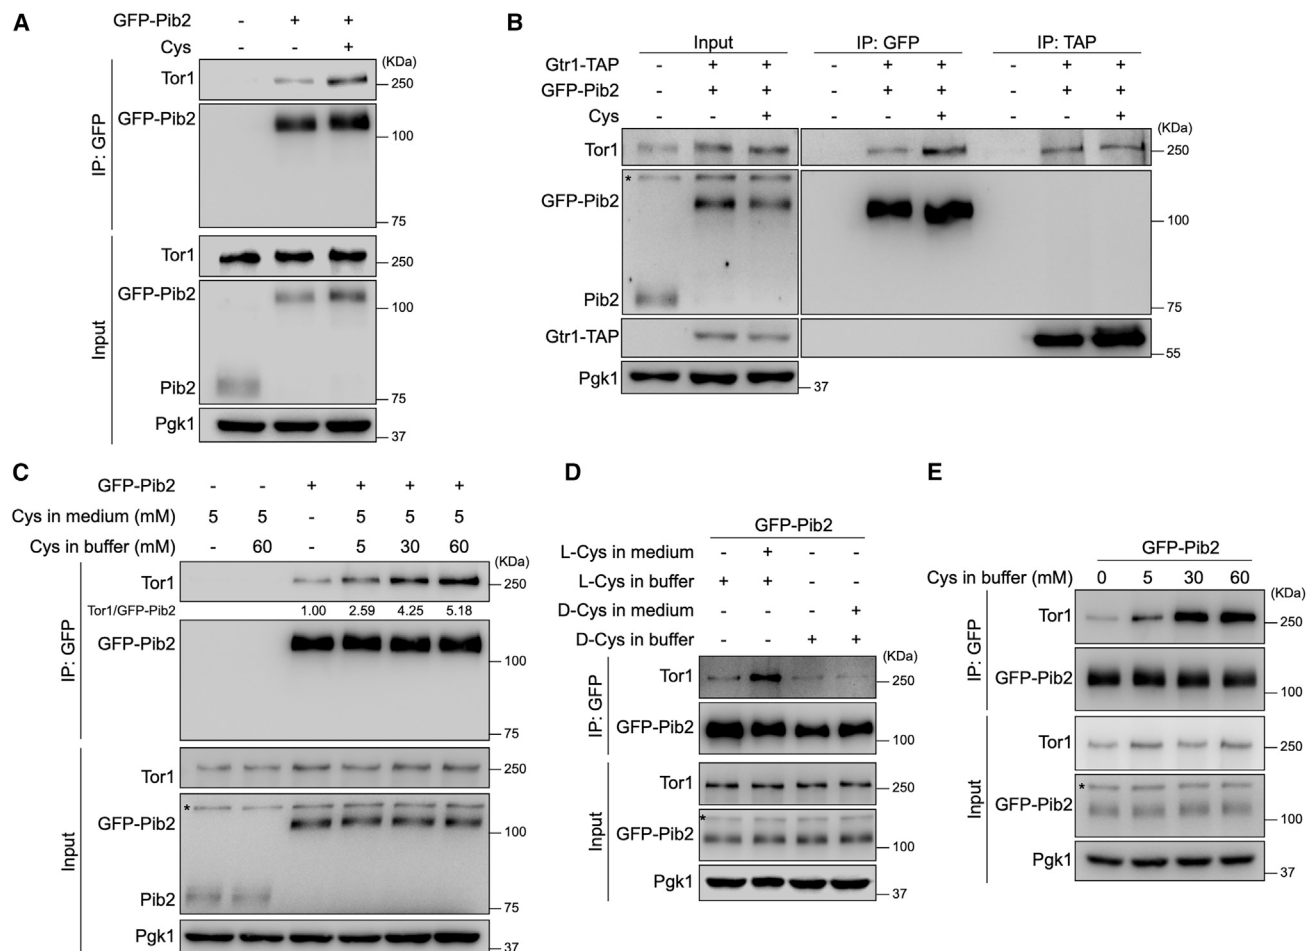 A
GFP-Pib2 - + +
Cys - - +
(KDa)
IP: GFP
Tor1 250
GFP-Pib2 100
75
Input
Tor1 250
GFP-Pib2 100
Pib2 75
Pgk1 37
B
Input IP: GFP IP: TAP
Gtr1-TAP - + + - + + - + +
GFP-Pib2 - + + - + + - + +
Cys - - + - - + - - +
(KDa)
Tor1 250
*
GFP-Pib2 100
Pib2 75
Gtr1-TAP 55
Pgk1 37
C
GFP-Pib2 - - + + + +
Cys in medium (mM) 5 5 - 5 5 5
Cys in buffer (mM) - 60 - 5 30 60
(KDa)
IP: GFP
Tor1 250
Tor1/GFP-Pib2 1.00 2.59 4.25 5.18
GFP-Pib2 100
75
Input
Tor1 250
*
GFP-Pib2 100
Pib2 75
Pgk1 37
D
GFP-Pib2
L-Cys in medium - + - -
L-Cys in buffer + + - -
D-Cys in medium - - - +
D-Cys in buffer - - + +
(KDa)
IP: GFP
Tor1 250
GFP-Pib2 100
Input
Tor1 250
*
GFP-Pib2 100
Pgk1 37
E
GFP-Pib2
Cys in buffer (mM) 0 5 30 60
(KDa)
IP: GFP
Tor1 250
GFP-Pib2 100
Input
Tor1 250
*
GFP-Pib2 100
Pgk1 37